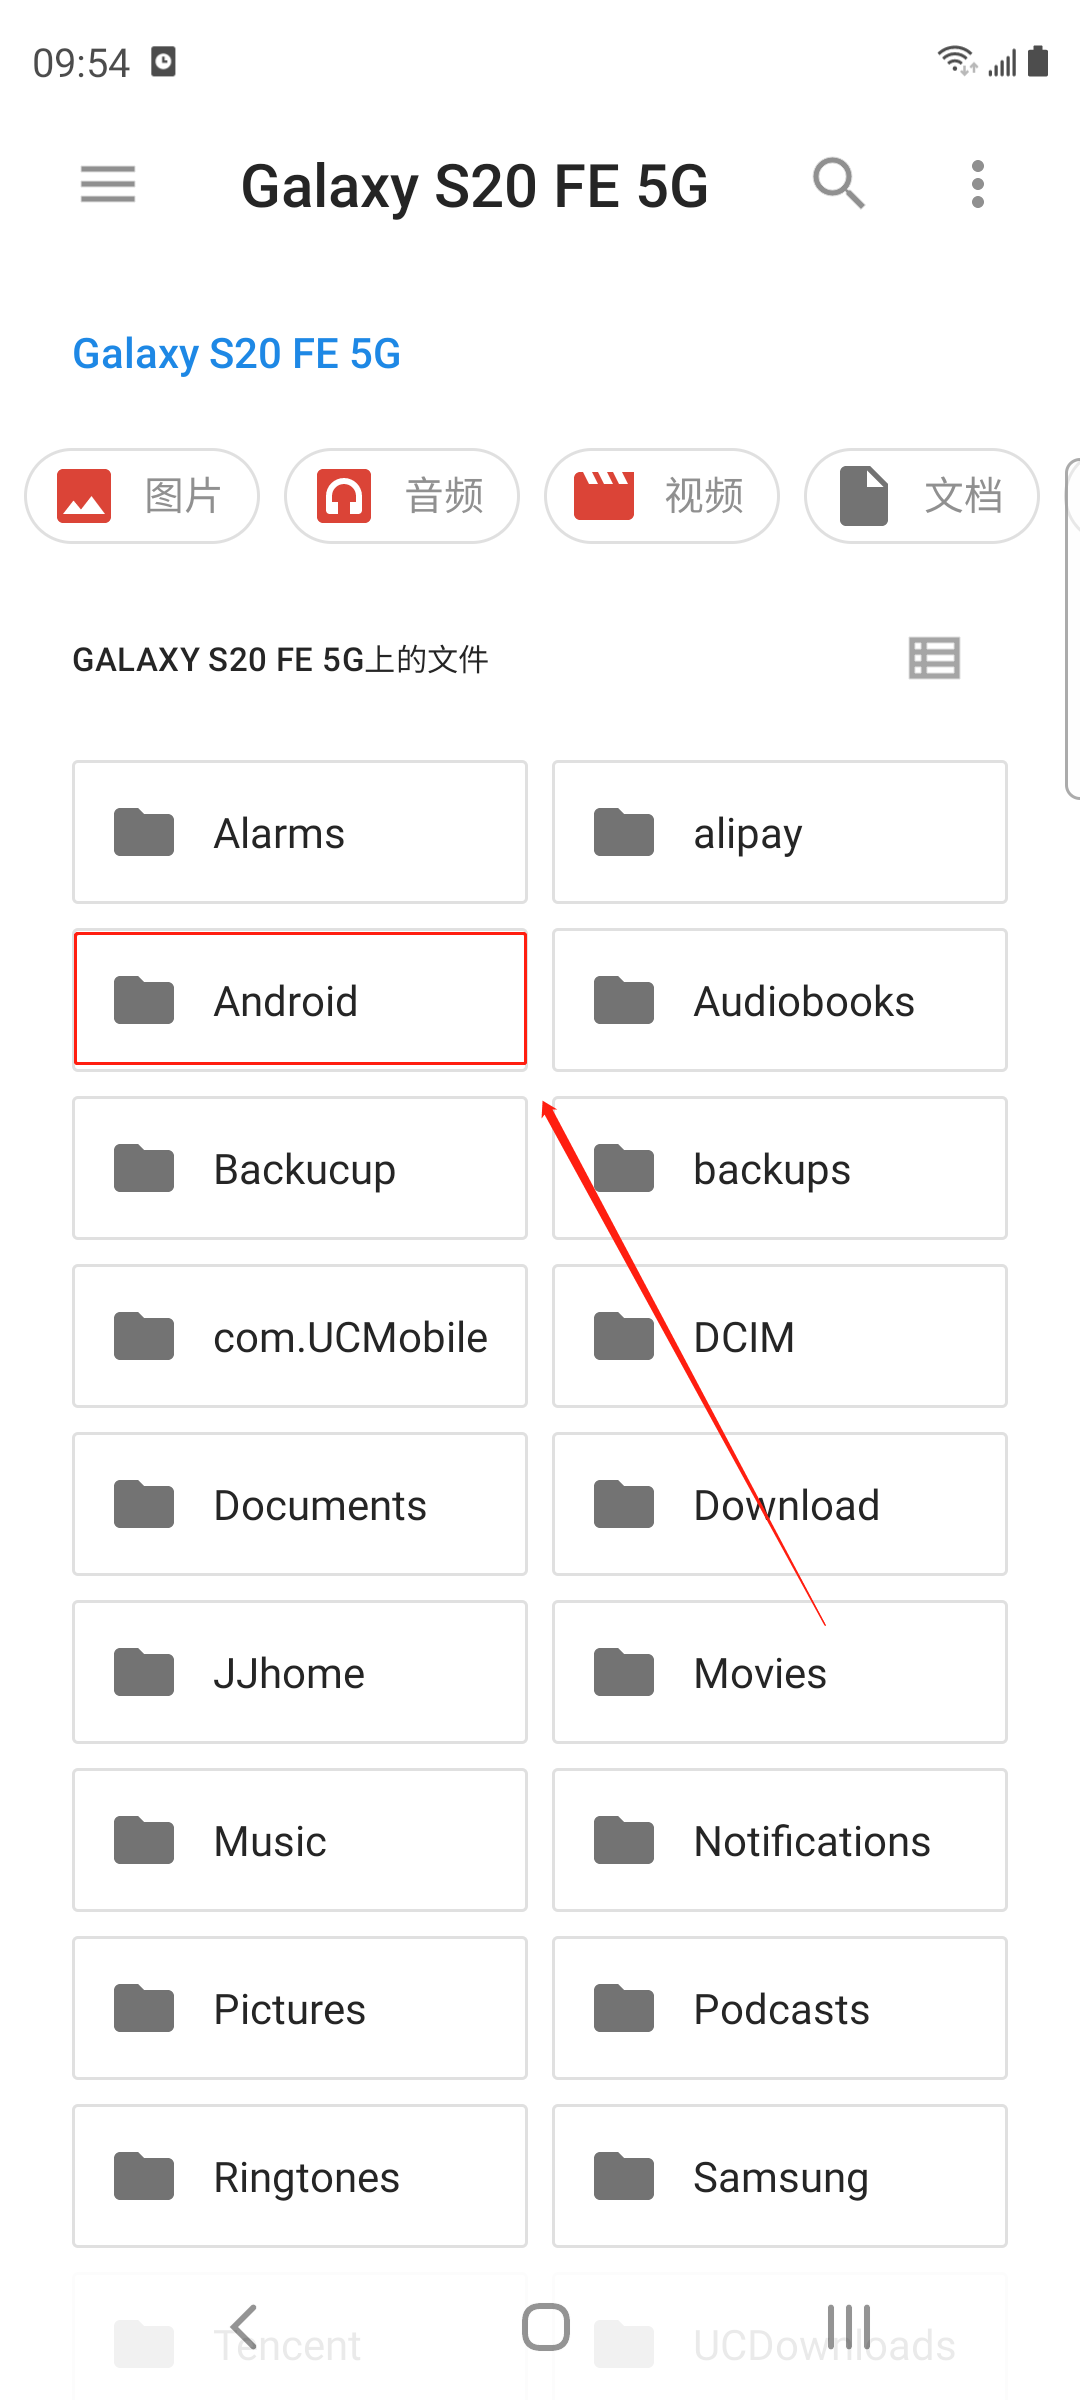 09:54
Galaxy S20 FE 5G
Galaxy S20 FE 5G
图片 音频 视频 文档
GALAXY S20 FE 5G上的文件
Alarms alipay
Android Audiobooks
Backucup backups
com.UCMobile DCIM
Documents Download
JJhome Movies
Music Notifications
Pictures Podcasts
Ringtones Samsung
Tencent UCDownloads